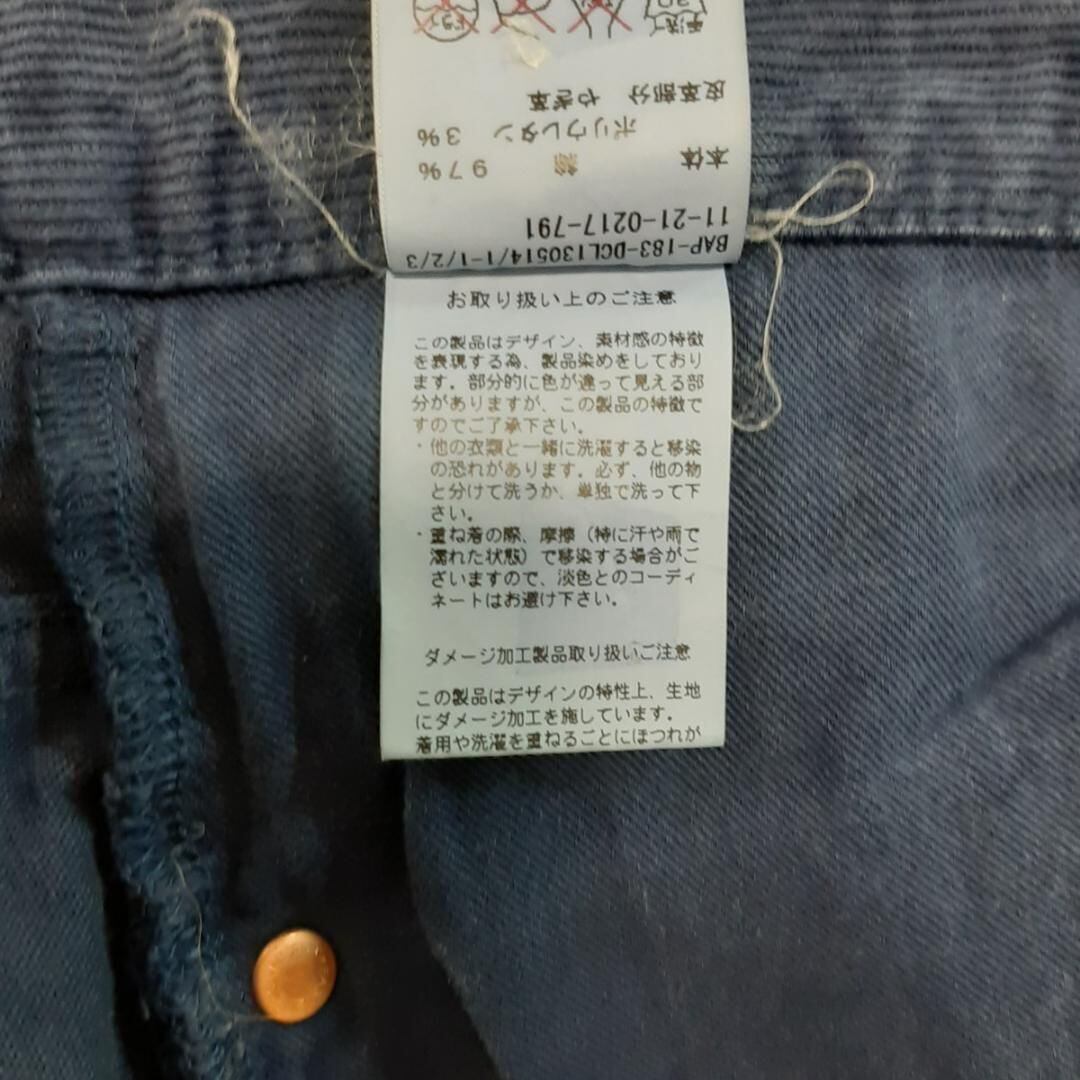 手洗イ
ドライ
皮革部分 やぎ革
ポリウレタン 3%
本体 綿 97%
11-21-0217-791
BAP-183-DCL130514/1-1/2/3
お取り扱い上のご注意
この製品はデザイン、素材感の特徴
を表現する為、製品染めをしており
ます。部分的に色が違って見える部
分がありますが、この製品の特徴で
すのでご了承下さい。
・他の衣類と一緒に洗濯すると移染
の恐れがあります。必ず、他の物
と分けて洗うか、単独で洗って下
さい。
・重ね着の際、摩擦（特に汗や雨で
濡れた状態）で移染する場合がご
ざいますので、淡色とのコーディ
ネートはお避け下さい。
ダメージ加工製品取り扱いご注意
この製品はデザインの特性上、生地
にダメージ加工を施しています。
着用や洗濯を重ねるごとにほつれが